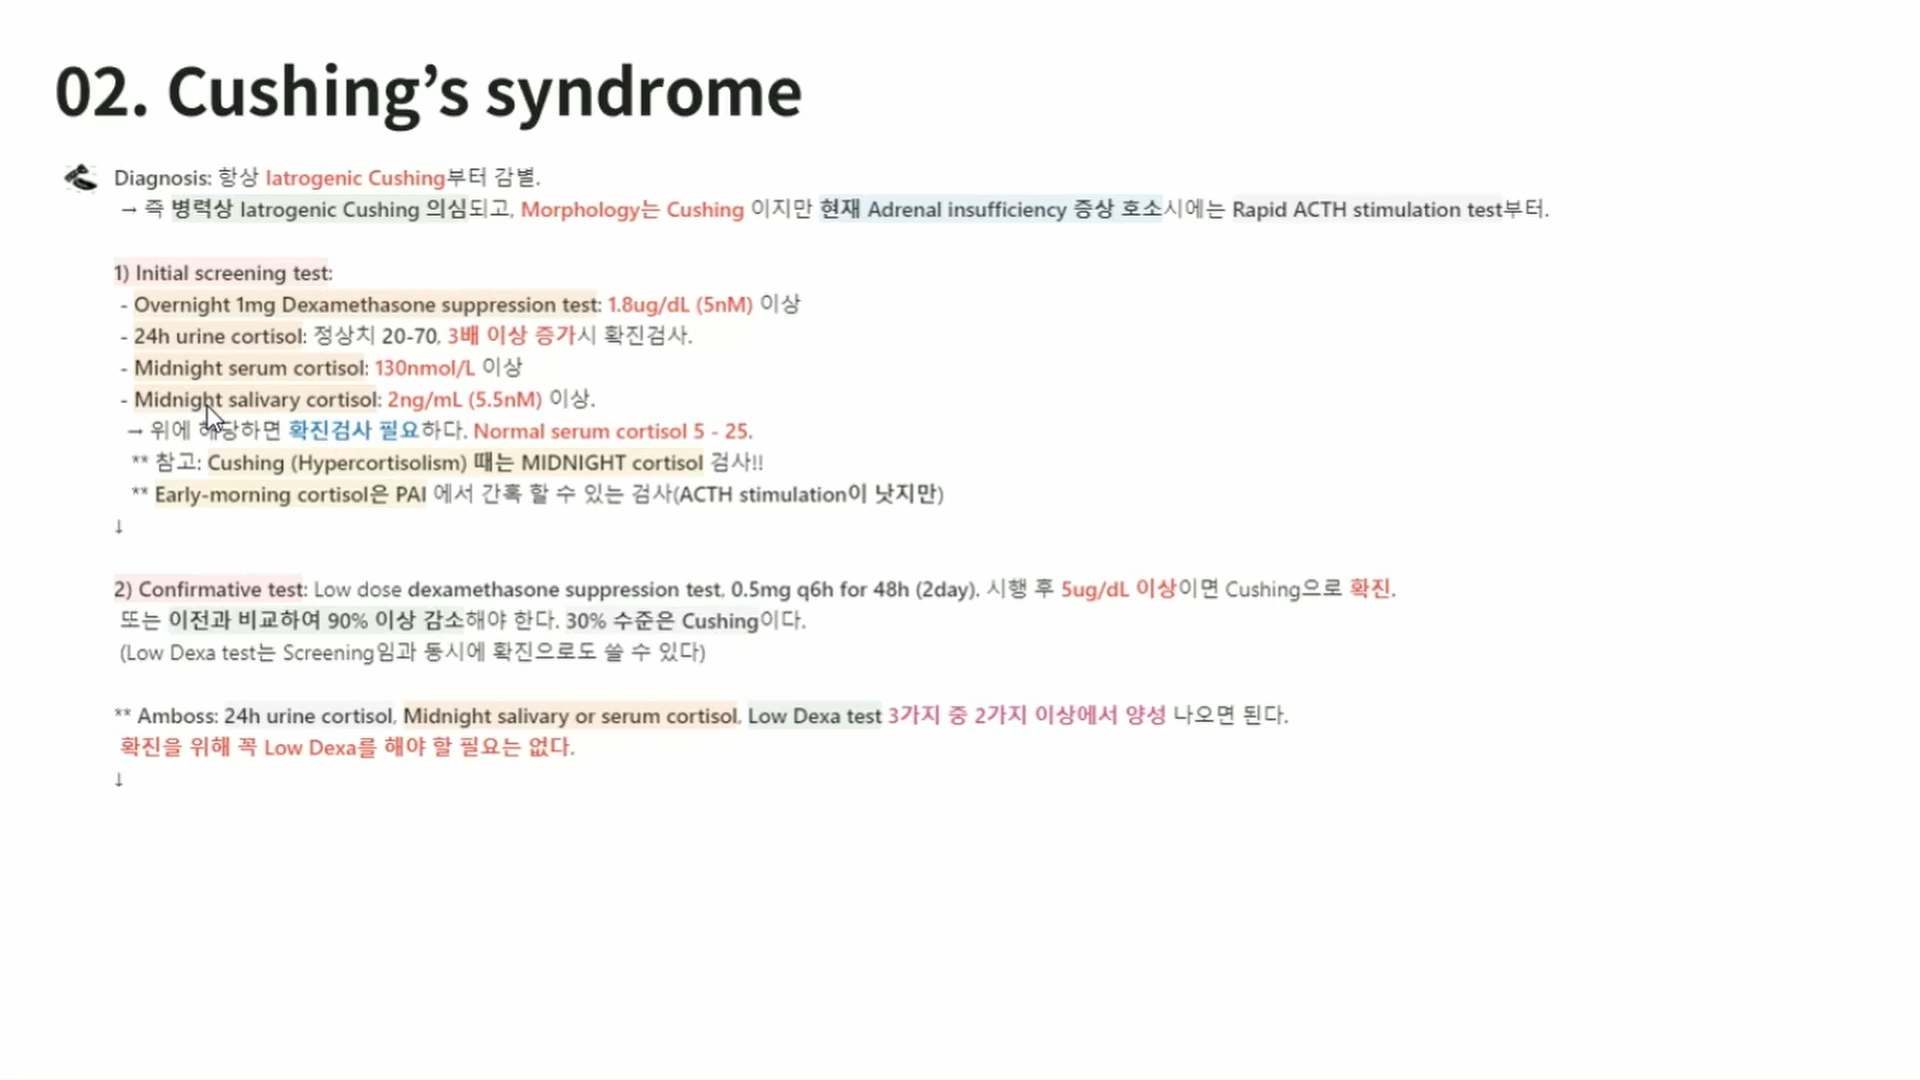 02. Cushing’s syndrome
Diagnosis: 항상 Iatrogenic Cushing부터 감별.
→ 즉 병력상 Iatrogenic Cushing 의심되고, Morphology는 Cushing 이지만 현재 Adrenal insufficiency 증상 호소시에는 Rapid ACTH stimulation test부터.
1) Initial screening test:
- Overnight 1mg Dexamethasone suppression test: 1.8ug/dL (5nM) 이상
- 24h urine cortisol: 정상치 20-70, 3배 이상 증가시 확진검사.
- Midnight serum cortisol: 130nmol/L 이상
- Midnight salivary cortisol: 2ng/mL (5.5nM) 이상.
→ 위에 해당하면 확진검사 필요하다. Normal serum cortisol 5 - 25.
** 참고: Cushing (Hypercortisolism) 때는 MIDNIGHT cortisol 검사!!
** Early-morning cortisol은 PAI 에서 간혹 할 수 있는 검사(ACTH stimulation이 낫지만)
↓
2) Confirmative test: Low dose dexamethasone suppression test, 0.5mg q6h for 48h (2day). 시행 후 5ug/dL 이상이면 Cushing으로 확진.
또는 이전과 비교하여 90% 이상 감소해야 한다. 30% 수준은 Cushing이다.
(Low Dexa test는 Screening임과 동시에 확진으로도 쓸 수 있다)
** Amboss: 24h urine cortisol, Midnight salivary or serum cortisol, Low Dexa test 3가지 중 2가지 이상에서 양성 나오면 된다.
확진을 위해 꼭 Low Dexa를 해야 할 필요는 없다.
↓